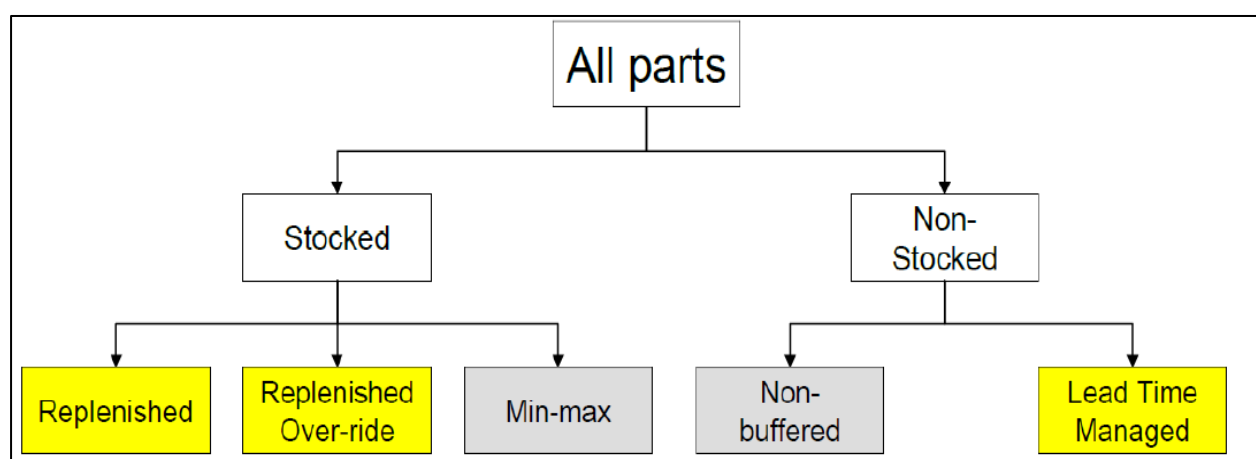 All parts
Stocked
Non-
Stocked
Replenished
Replenished
Over-ride
Min-max
Non-
buffered
Lead Time
Managed